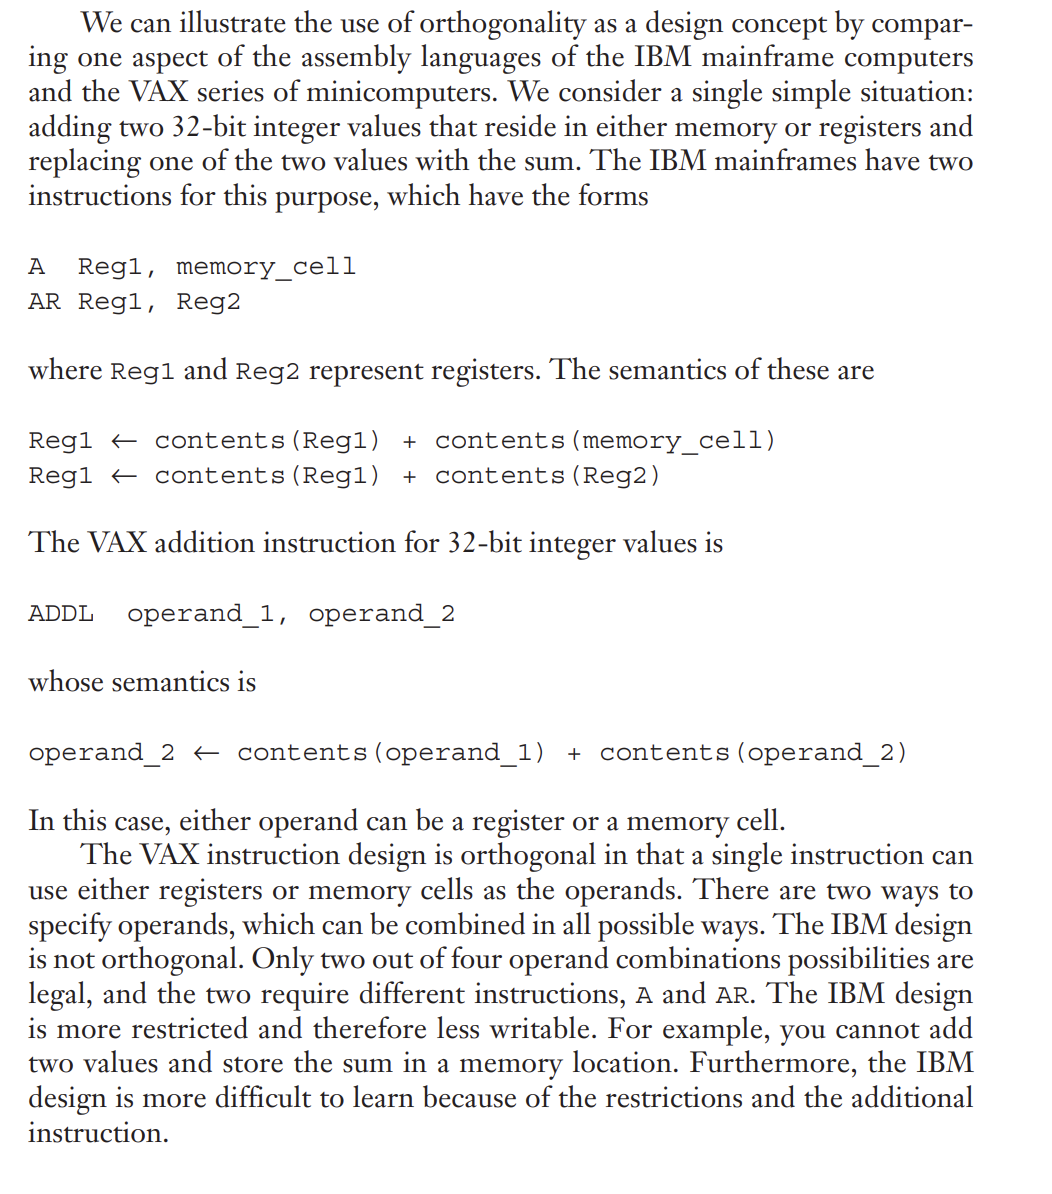 We can illustrate the use of orthogonality as a design concept by compar-
ing one aspect of the assembly languages of the IBM mainframe computers
and the VAX series of minicomputers. We consider a single simple situation:
adding two 32-bit integer values that reside in either memory or registers and
replacing one of the two values with the sum. The IBM mainframes have two
instructions for this purpose, which have the forms
A  Reg1, memory_cell
AR Reg1, Reg2
where Reg1 and Reg2 represent registers. The semantics of these are
Reg1 ← contents(Reg1) + contents(memory_cell)
Reg1 ← contents(Reg1) + contents(Reg2)
The VAX addition instruction for 32-bit integer values is
ADDL  operand_1, operand_2
whose semantics is
operand_2 ← contents(operand_1) + contents(operand_2)
In this case, either operand can be a register or a memory cell.
The VAX instruction design is orthogonal in that a single instruction can
use either registers or memory cells as the operands. There are two ways to
specify operands, which can be combined in all possible ways. The IBM design
is not orthogonal. Only two out of four operand combinations possibilities are
legal, and the two require different instructions, A and AR. The IBM design
is more restricted and therefore less writable. For example, you cannot add
two values and store the sum in a memory location. Furthermore, the IBM
design is more difficult to learn because of the restrictions and the additional
instruction.